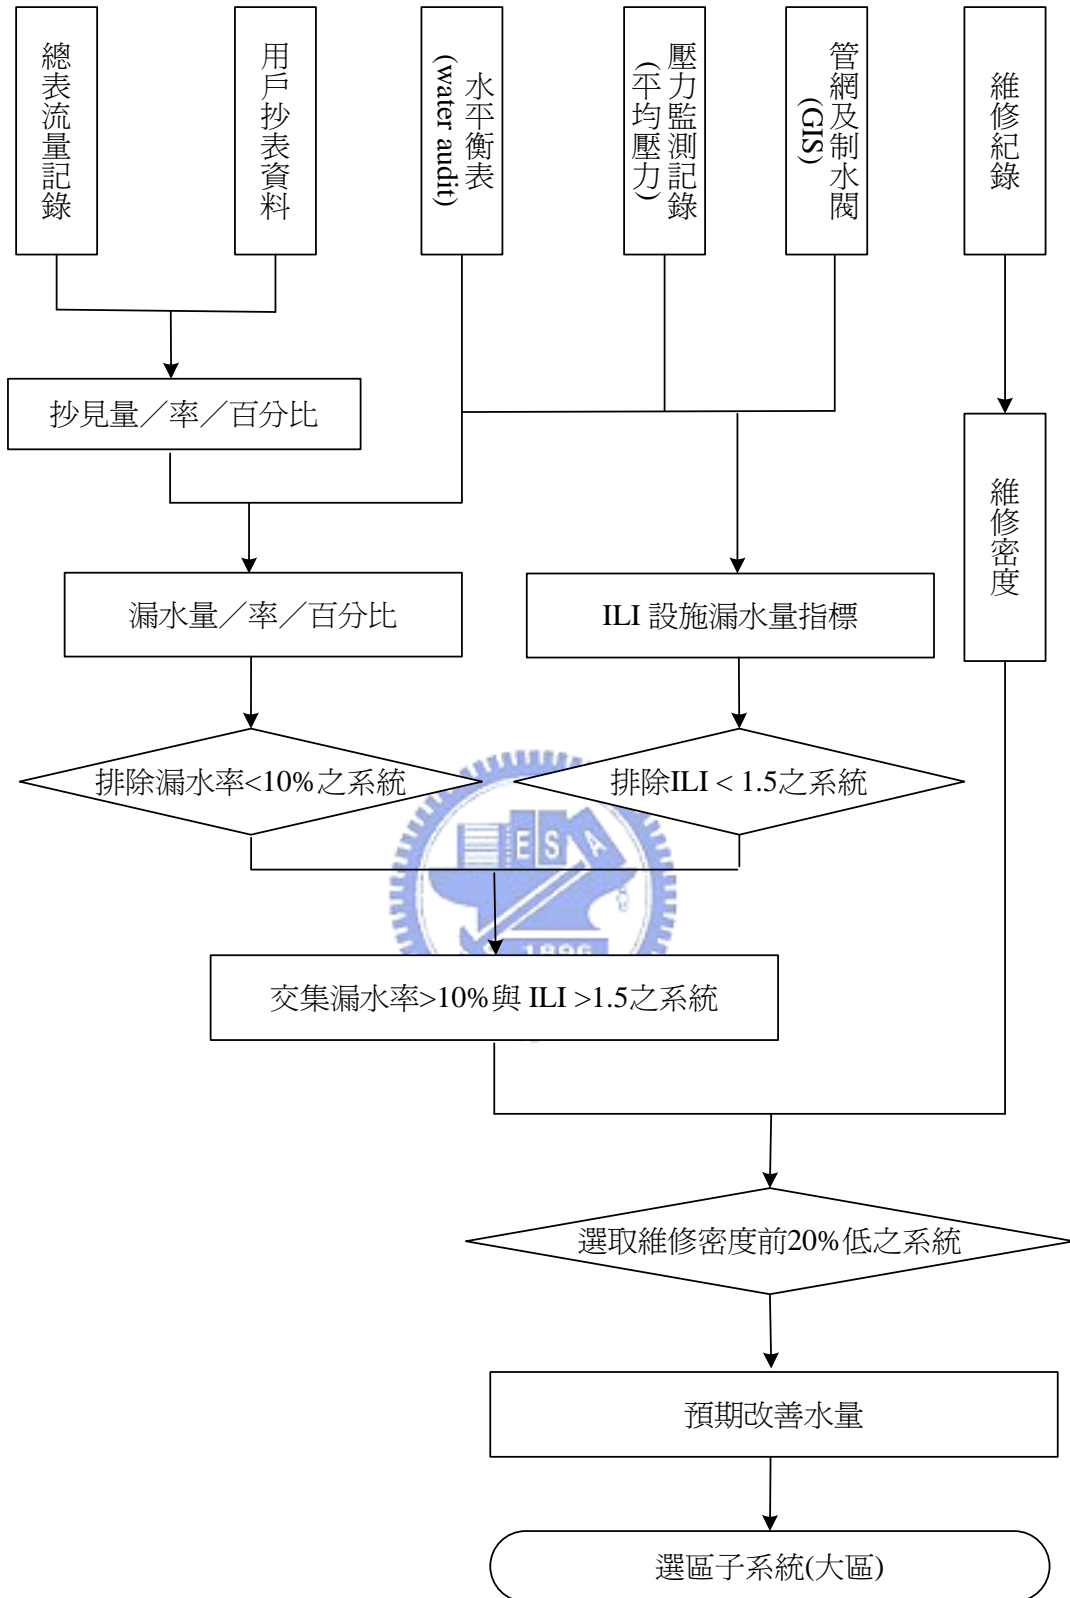 總表流量記錄
用戶抄表資料
水平衡表
(water audit)
壓力監測記錄
(平均壓力)
管網及制水閥
(GIS)
維修紀錄
抄見量／率／百分比
維修密度
漏水量／率／百分比
ILI 設施漏水量指標
排除漏水率<10%之系統
排除ILI < 1.5之系統
E S A
1896
交集漏水率>10%與 ILI >1.5之系統
選取維修密度前20%低之系統
預期改善水量
選區子系統(大區)